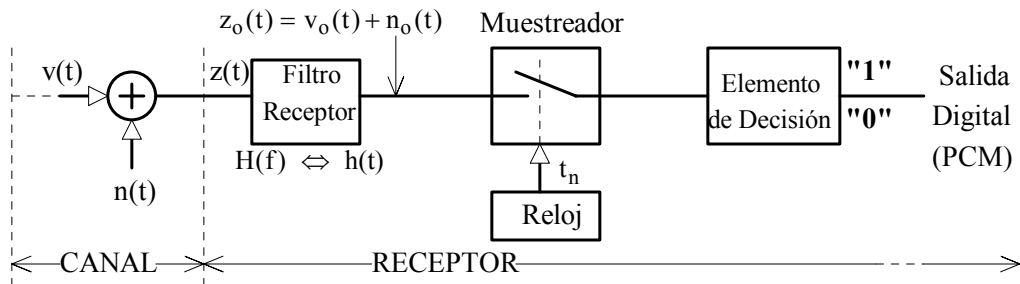 z_o(t) = v_o(t) + n_o(t)
Muestreador
v(t)
z(t)
Filtro
Receptor
H(f) ⇔ h(t)
n(t)
t_n
Reloj
Elemento
de Decisión
"1"
"0"
Salida
Digital
(PCM)
CANAL
RECEPTOR